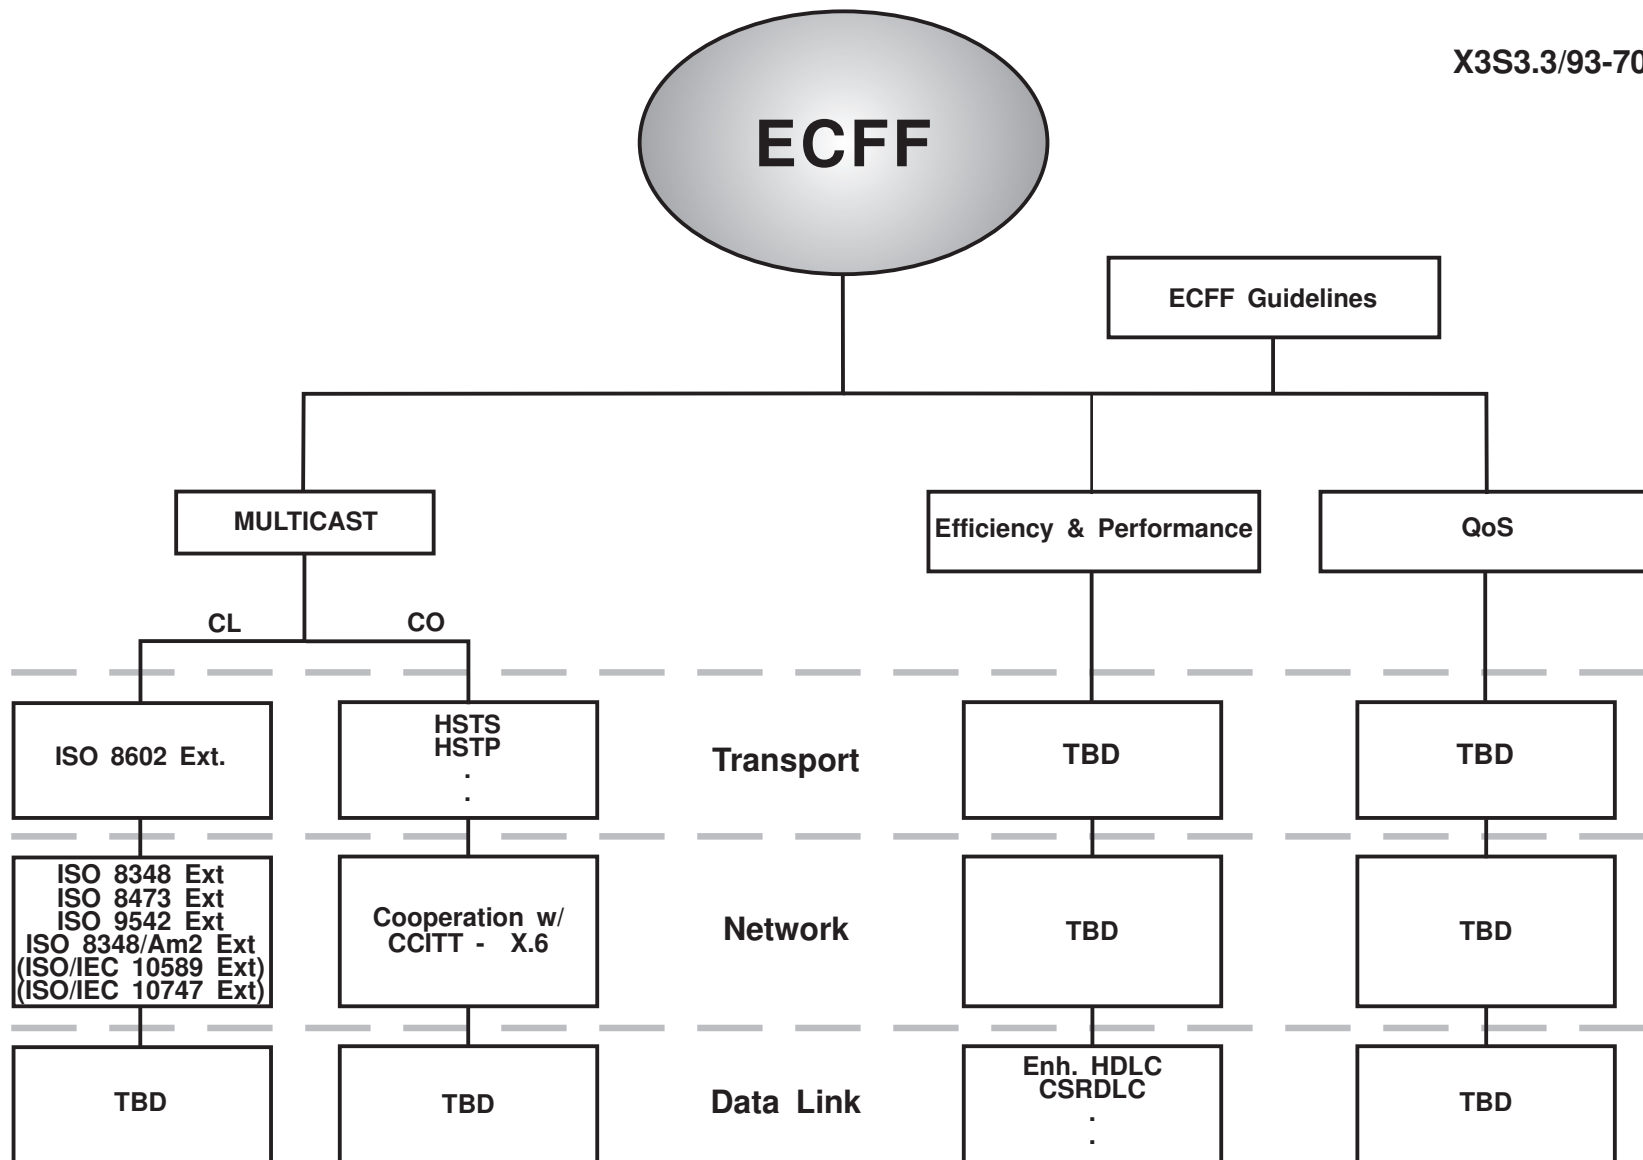 X3S3.3/93-70
ECFF
ECFF Guidelines
MULTICAST
Efficiency & Performance
QoS
CL
CO
ISO 8602 Ext.
HSTS
HSTP
.
.
Transport
TBD
TBD
ISO 8348 Ext
ISO 8473 Ext
ISO 9542 Ext
ISO 8348/Am2 Ext
(ISO/IEC 10589 Ext)
(ISO/IEC 10747 Ext)
Cooperation w/
CCITT - X.6
Network
TBD
TBD
TBD
TBD
Data Link
Enh. HDLC
CSRDLC
.
.
TBD